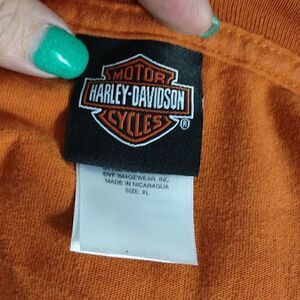 MOTOR
HARLEY-DAVIDSON
CYCLES
®
©VF IMAGEWEAR, INC.
MADE IN NICARAGUA
SIZE: XL